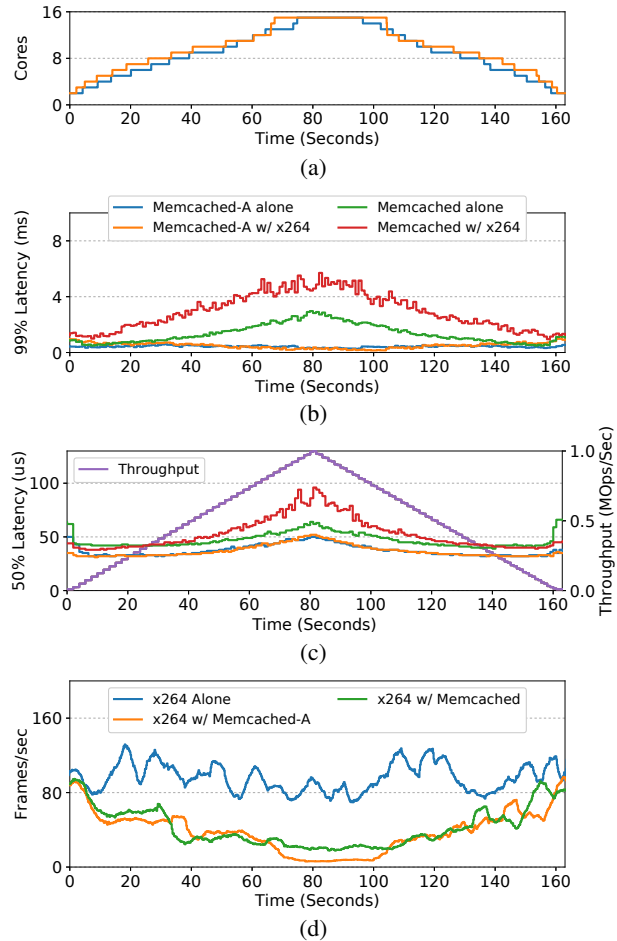 16
12
8
4
0
Cores
0 20 40 60 80 100 120 140 160
Time (Seconds)
(a)
Memcached-A alone Memcached alone
Memcached-A w/ x264 Memcached w/ x264
8
4
0
99% Latency (ms)
0 20 40 60 80 100 120 140 160
Time (Seconds)
(b)
Throughput
100
50
0
50% Latency (us)
1.0
0.5
0.0
Throughput (MOps/Sec)
0 20 40 60 80 100 120 140 160
Time (Seconds)
(c)
x264 Alone x264 w/ Memcached
x264 w/ Memcached-A
160
80
0
Frames/sec
0 20 40 60 80 100 120 140 160
Time (Seconds)
(d)